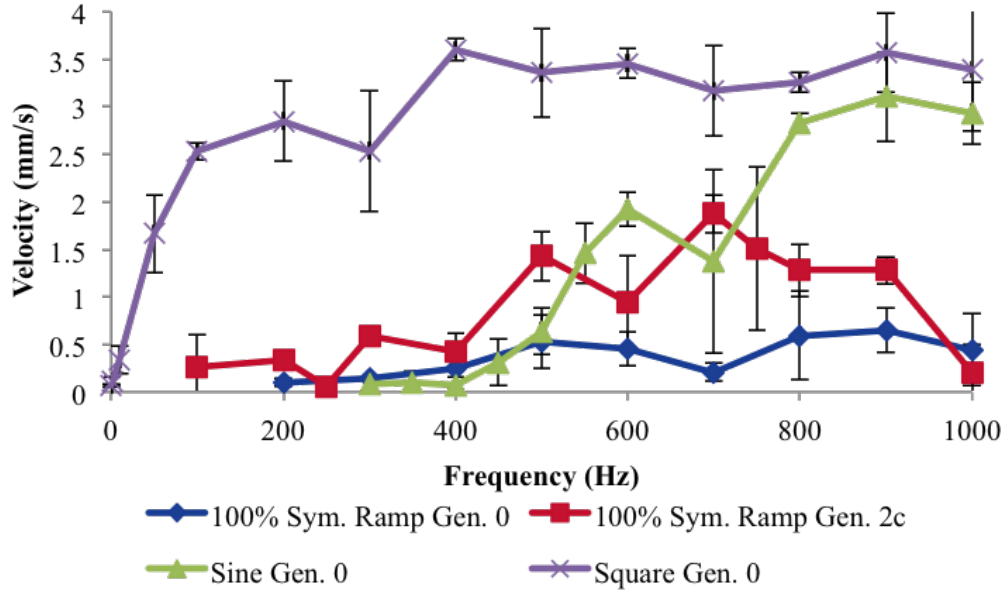 4
3.5
3
2.5
2
1.5
1
0.5
0
Velocity (mm/s)
0 200 400 600 800 1000
Frequency (Hz)
100% Sym. Ramp Gen. 0 100% Sym. Ramp Gen. 2c
Sine Gen. 0 Square Gen. 0